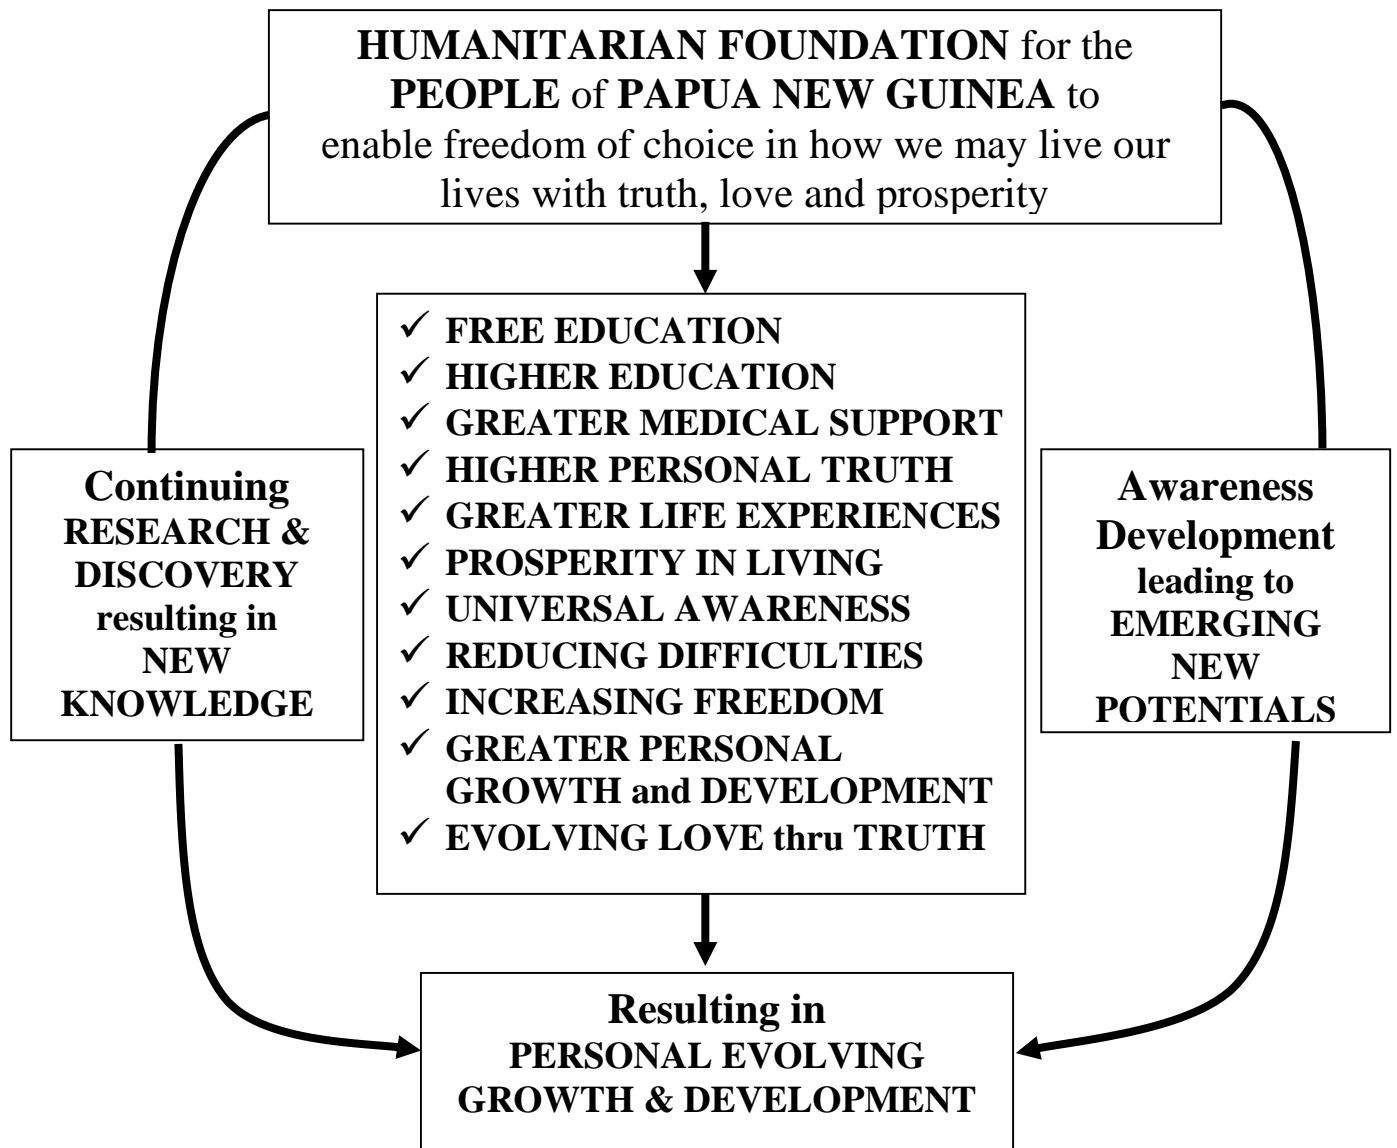 HUMANITARIAN FOUNDATION for the
PEOPLE of PAPUA NEW GUINEA to
enable freedom of choice in how we may live our
lives with truth, love and prosperity
✓ FREE EDUCATION
✓ HIGHER EDUCATION
✓ GREATER MEDICAL SUPPORT
✓ HIGHER PERSONAL TRUTH
✓ GREATER LIFE EXPERIENCES
✓ PROSPERITY IN LIVING
✓ UNIVERSAL AWARENESS
✓ REDUCING DIFFICULTIES
✓ INCREASING FREEDOM
✓ GREATER PERSONAL
GROWTH and DEVELOPMENT
✓ EVOLVING LOVE thru TRUTH
Continuing
RESEARCH &
DISCOVERY
resulting in
NEW
KNOWLEDGE
Awareness
Development
leading to
EMERGING
NEW
POTENTIALS
Resulting in
PERSONAL EVOLVING
GROWTH & DEVELOPMENT